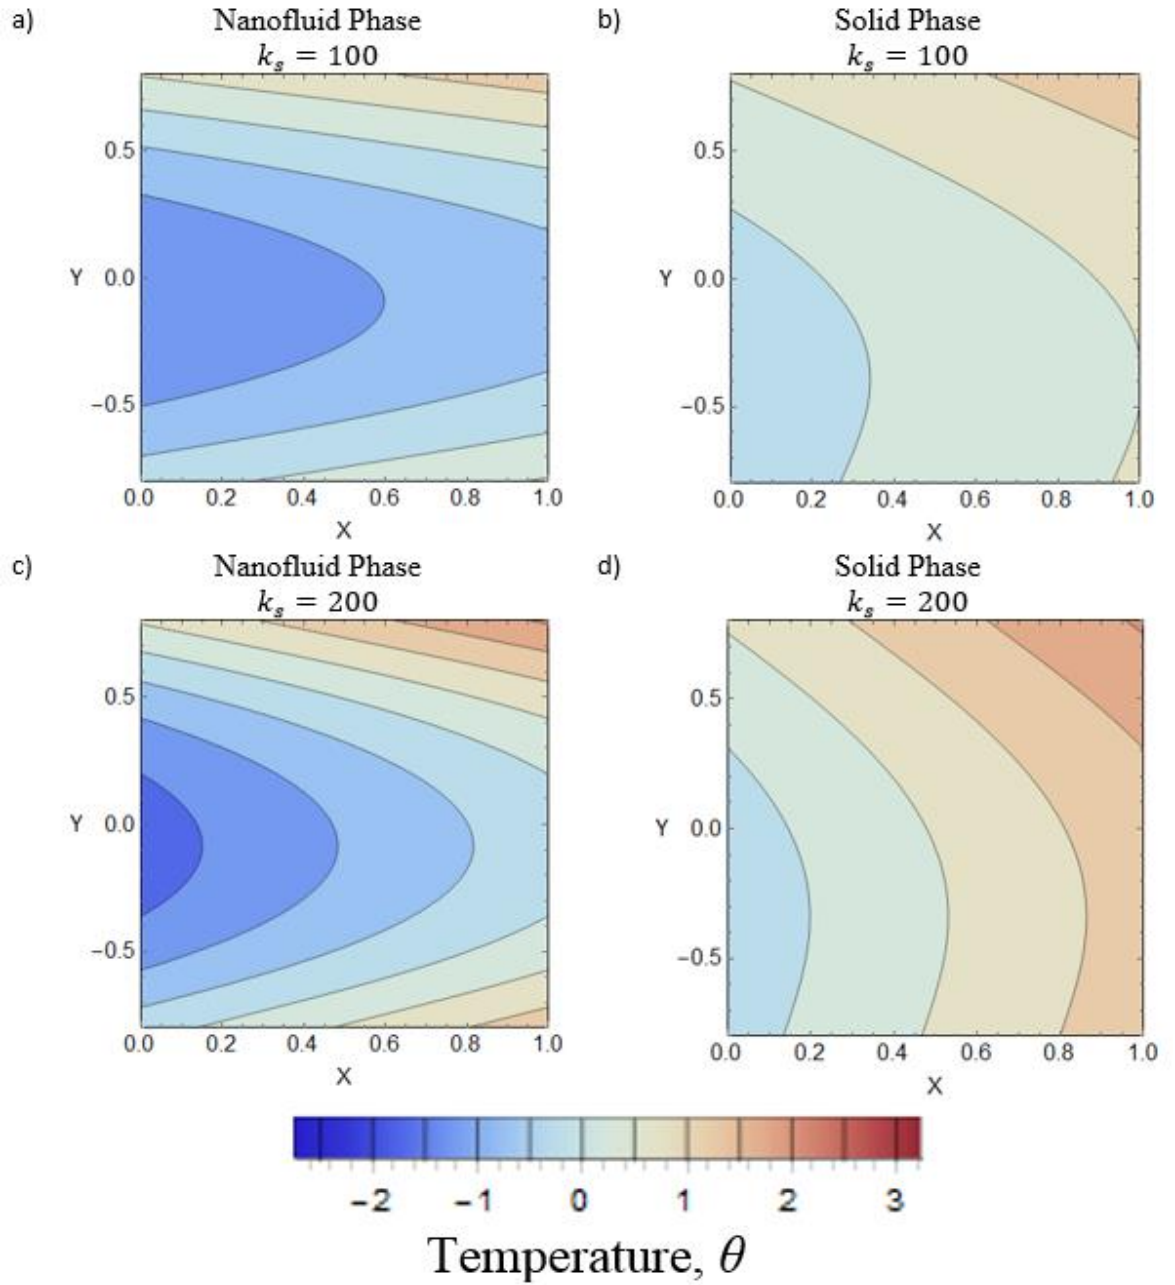 a)
Nanofluid Phase
k_s = 100
0.5
Y 0.0
−0.5
0.0 0.2 0.4 0.6 0.8 1.0
X
b)
Solid Phase
k_s = 100
0.5
Y 0.0
−0.5
0.0 0.2 0.4 0.6 0.8 1.0
X
c)
Nanofluid Phase
k_s = 200
0.5
Y 0.0
−0.5
0.0 0.2 0.4 0.6 0.8 1.0
X
d)
Solid Phase
k_s = 200
0.5
Y 0.0
−0.5
0.0 0.2 0.4 0.6 0.8 1.0
X
−2 −1 0 1 2 3
Temperature, θ